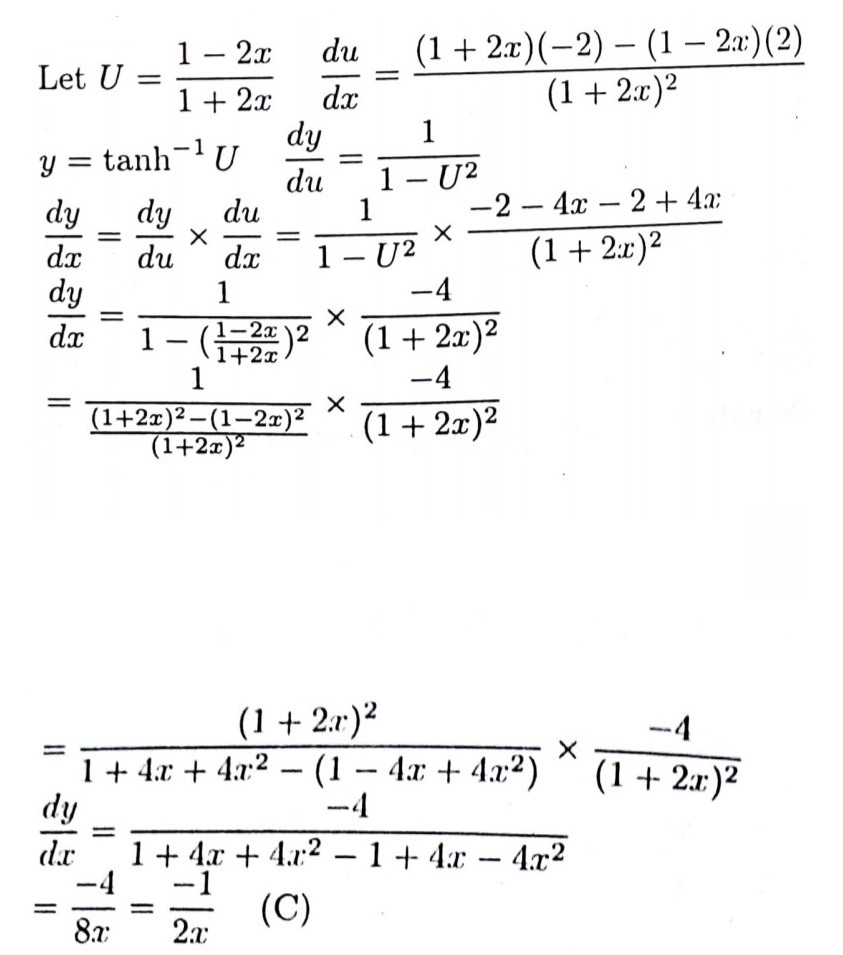 Let U = \frac{1 - 2x}{1 + 2x} \frac{du}{dx} = \frac{(1 + 2x)(-2) - (1 - 2x)(2)}{(1 + 2x)^2}
y = \tanh^{-1} U \frac{dy}{du} = \frac{1}{1 - U^2}
\frac{dy}{dx} = \frac{dy}{du} × \frac{du}{dx} = \frac{1}{1 - U^2} × \frac{-2 - 4x - 2 + 4x}{(1 + 2x)^2}
\frac{dy}{dx} = \frac{1}{1 - (\frac{1-2x}{1+2x})^2} × \frac{-4}{(1 + 2x)^2}
= \frac{1}{\frac{(1+2x)^2-(1-2x)^2}{(1+2x)^2}} × \frac{-4}{(1 + 2x)^2}
= \frac{(1 + 2x)^2}{1 + 4x + 4x^2 - (1 - 4x + 4x^2)} × \frac{-4}{(1 + 2x)^2}
\frac{dy}{dx} = \frac{-4}{1 + 4x + 4x^2 - 1 + 4x - 4x^2}
= \frac{-4}{8x} = \frac{-1}{2x} (C)